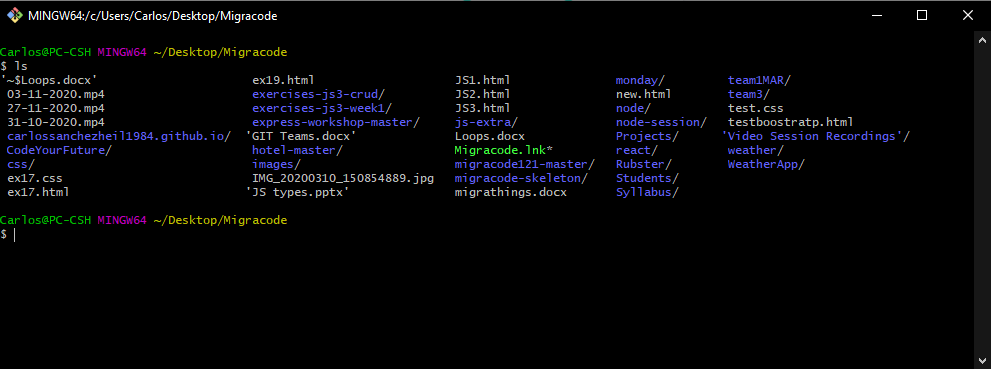 MINGW64:/c/Users/Carlos/Desktop/Migracode
Carlos@PC-CSH MINGW64 ~/Desktop/Migracode
$ ls
'~$Loops.docx' ex19.html JS1.html monday/ team1MAR/
03-11-2020.mp4 exercises-js3-crud/ JS2.html new.html team3/
27-11-2020.mp4 exercises-js3-week1/ JS3.html node/ test.css
31-10-2020.mp4 express-workshop-master/ js-extra/ node-session/ testboostratp.html
carlossanchezheil1984.github.io/ 'GIT Teams.docx' Loops.docx Projects/ 'Video Session Recordings'/
CodeYourFuture/ hotel-master/ Migracode.lnk* react/ weather/
css/ images/ migracode121-master/ Rubster/ WeatherApp/
ex17.css IMG_20200310_150854889.jpg migracode-skeleton/ Students/
ex17.html 'JS types.pptx' migrathings.docx Syllabus/
Carlos@PC-CSH MINGW64 ~/Desktop/Migracode
$